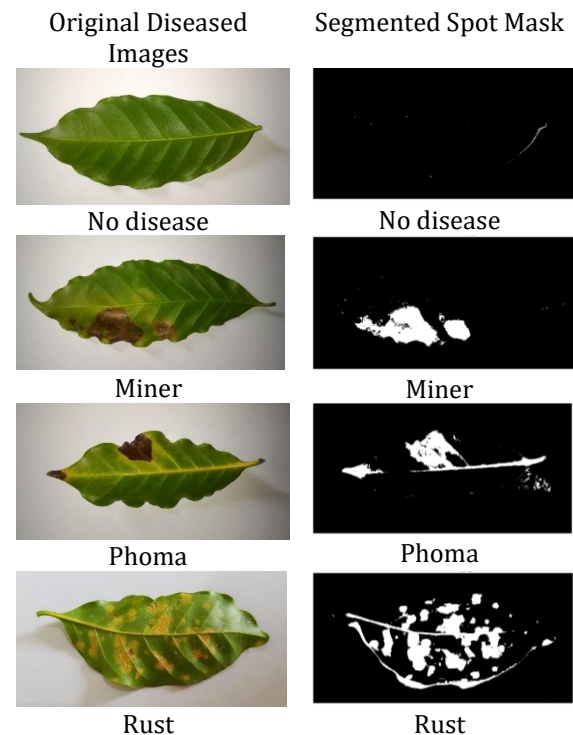 Original Diseased
Images
Segmented Spot Mask
No disease
No disease
Miner
Miner
Phoma
Phoma
Rust
Rust